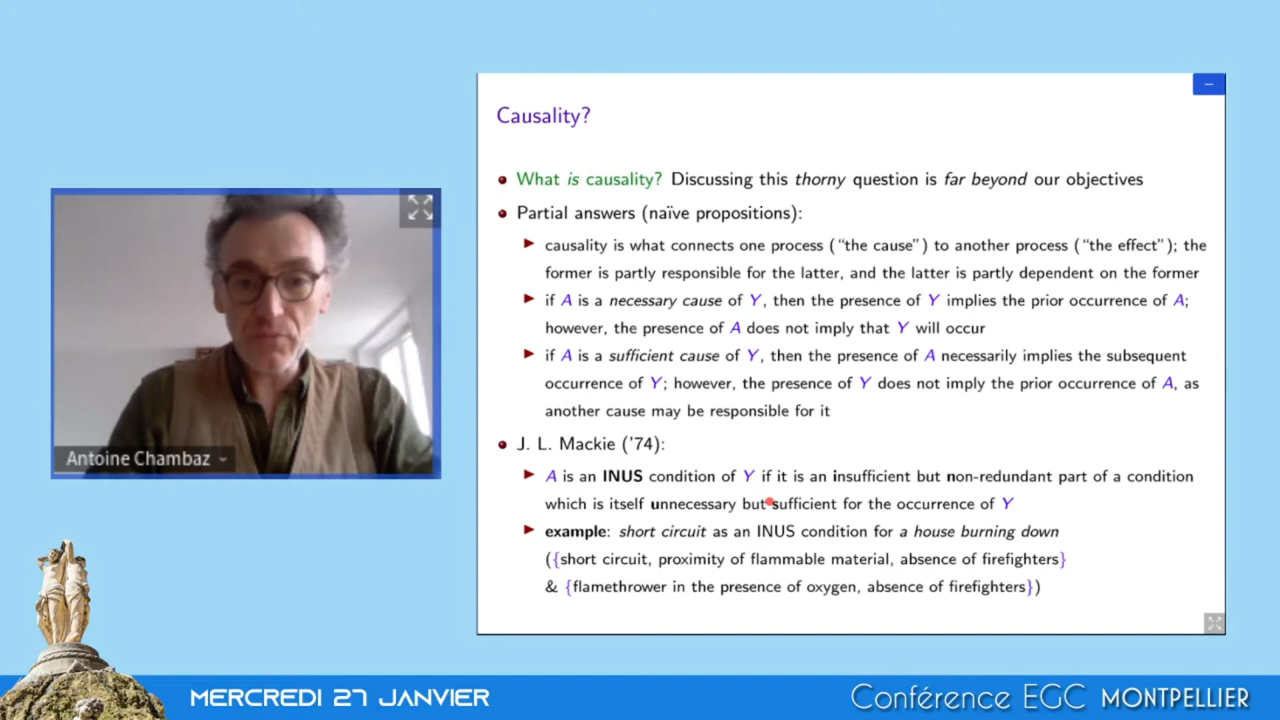 Causality?
What is causality? Discussing this thorny question is far beyond our objectives
Partial answers (naïve propositions):
causality is what connects one process (“the cause”) to another process (“the effect”); the
former is partly responsible for the latter, and the latter is partly dependent on the former
if A is a necessary cause of Y, then the presence of Y implies the prior occurrence of A;
however, the presence of A does not imply that Y will occur
if A is a sufficient cause of Y, then the presence of A necessarily implies the subsequent
occurrence of Y; however, the presence of Y does not imply the prior occurrence of A, as
another cause may be responsible for it
J. L. Mackie ('74):
A is an INUS condition of Y if it is an insufficient but non-redundant part of a condition
which is itself unnecessary but sufficient for the occurrence of Y
example: short circuit as an INUS condition for a house burning down
({short circuit, proximity of flammable material, absence of firefighters}
& {flamethrower in the presence of oxygen, absence of firefighters})
Antoine Chambaz
MERCREDI 27 JANVIER
Conférence EGC MONTPELLIER